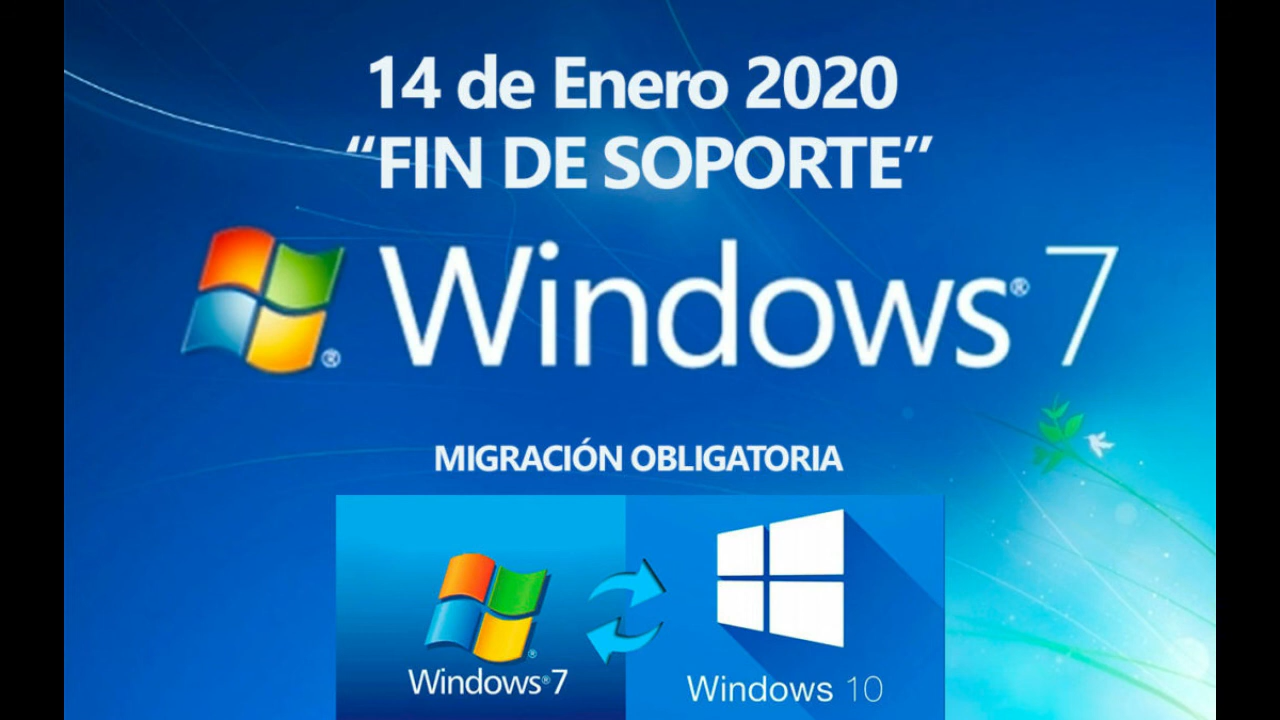 14 de Enero 2020
“FIN DE SOPORTE”
Windows® 7
®
MIGRACIÓN OBLIGATORIA
®
Windows®7
Windows 10